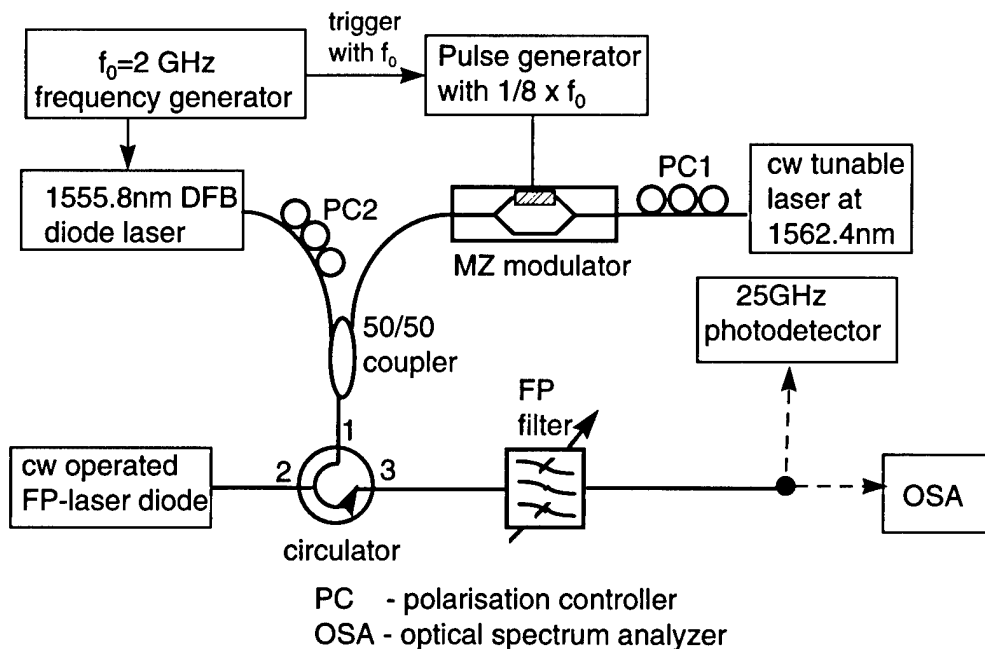 f₀=2 GHz
frequency generator
trigger
with f₀
Pulse generator
with 1/8 x f₀
1555.8nm DFB
diode laser
PC2
PC1
cw tunable
laser at
1562.4nm
MZ modulator
25GHz
photodetector
50/50
coupler
1
2
3
FP
filter
cw operated
FP-laser diode
circulator
OSA
PC - polarisation controller
OSA - optical spectrum analyzer